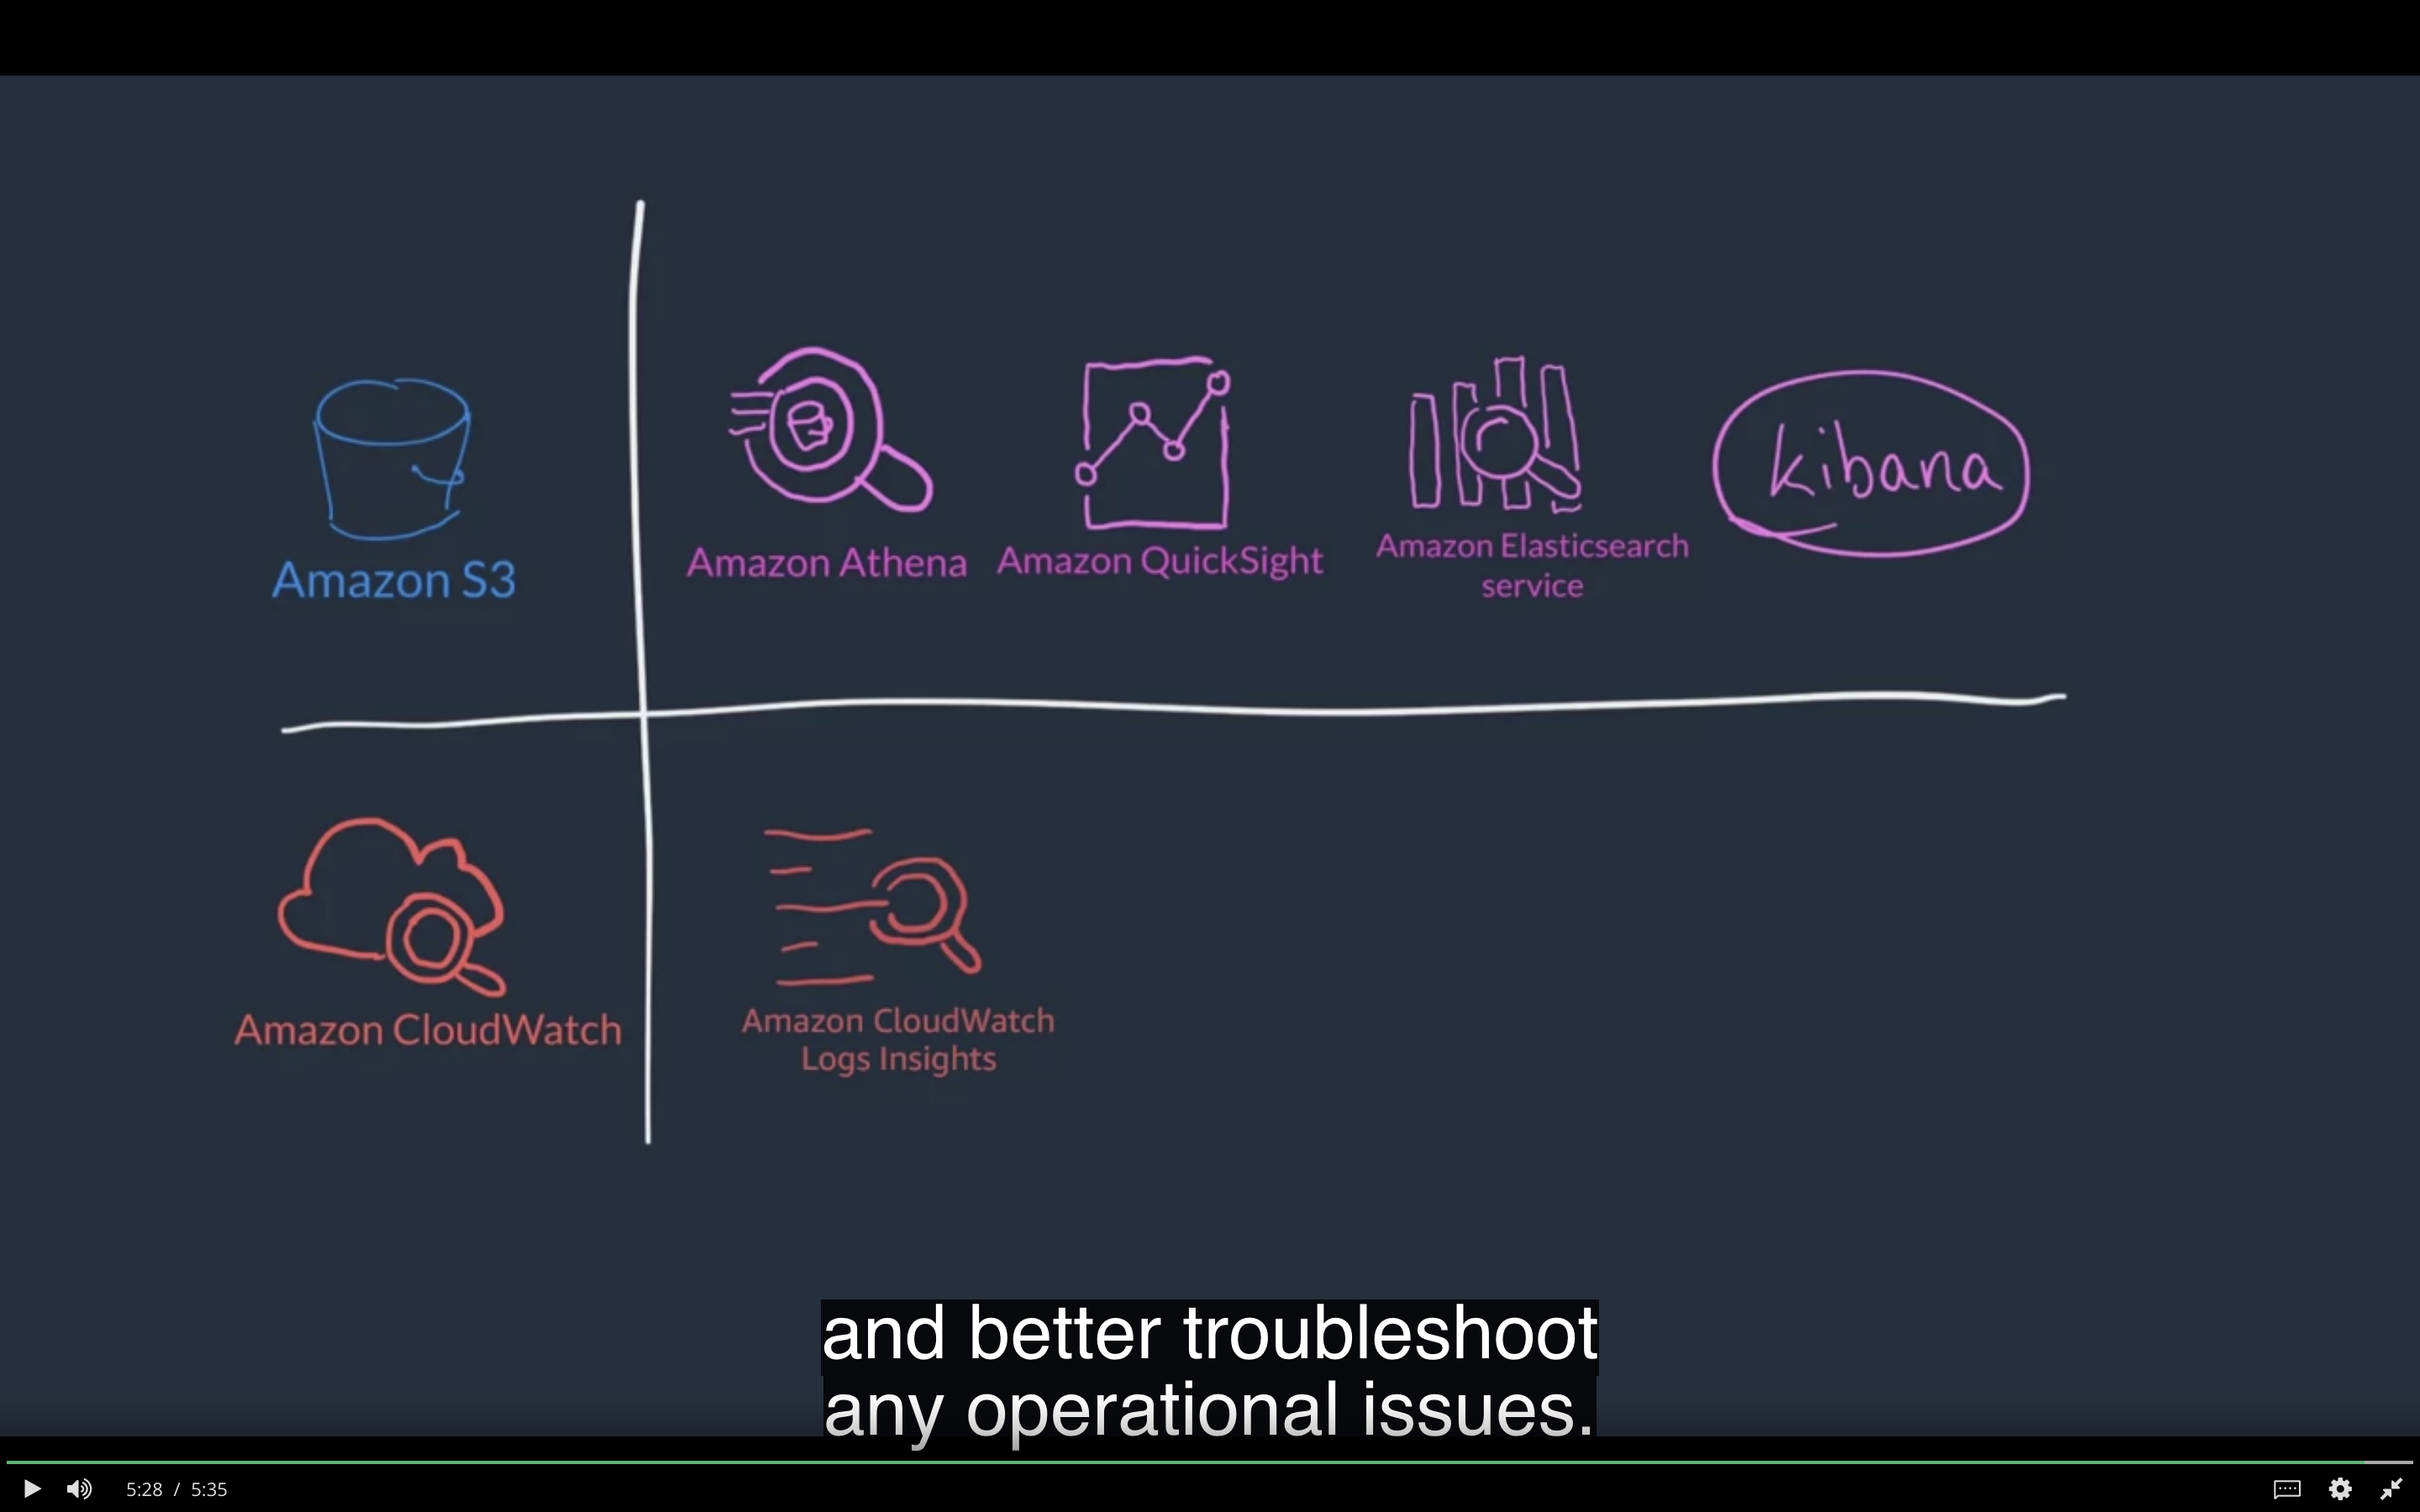 Amazon S3
Amazon Athena
Amazon QuickSight
Amazon Elasticsearch
service
Kibana
Amazon CloudWatch
Amazon CloudWatch
Logs Insights
and better troubleshoot
any operational issues.
5:28 / 5:35